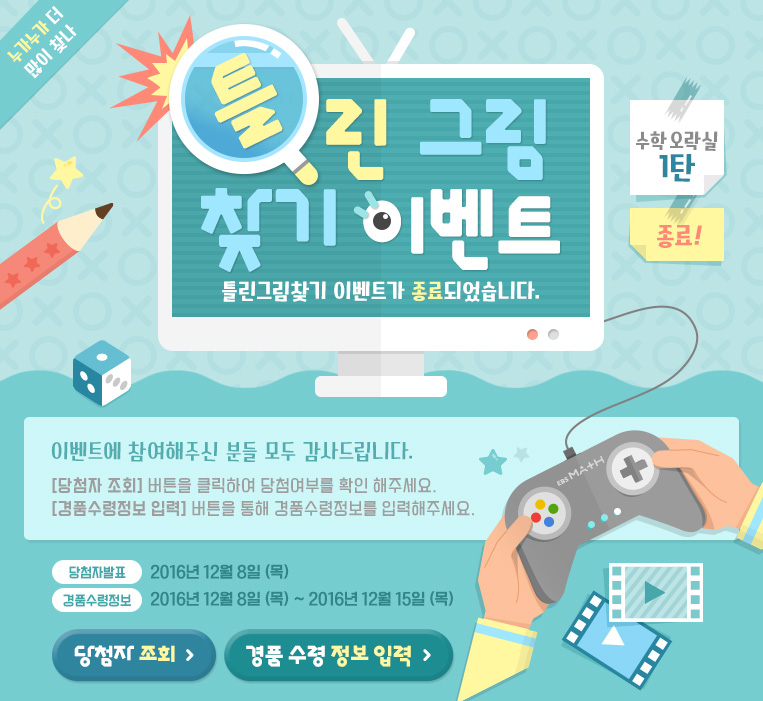 누가누가 더
많이 찾나
틀린 그림
찾기 이벤트
틀린그림찾기 이벤트가 종료되었습니다.
수학 오락실
1탄
종료!
이벤트에 참여해주신 분들 모두 감사드립니다.
[당첨자 조회] 버튼을 클릭하여 당첨여부를 확인 해주세요.
[경품수령정보 입력] 버튼을 통해 경품수령정보를 입력해주세요.
EBS MATH
당첨자발표 2016년 12월 8일 (목)
경품수령정보 2016년 12월 8일 (목) ~ 2016년 12월 15일 (목)
당첨자 조회 >
경품 수령 정보 입력 >